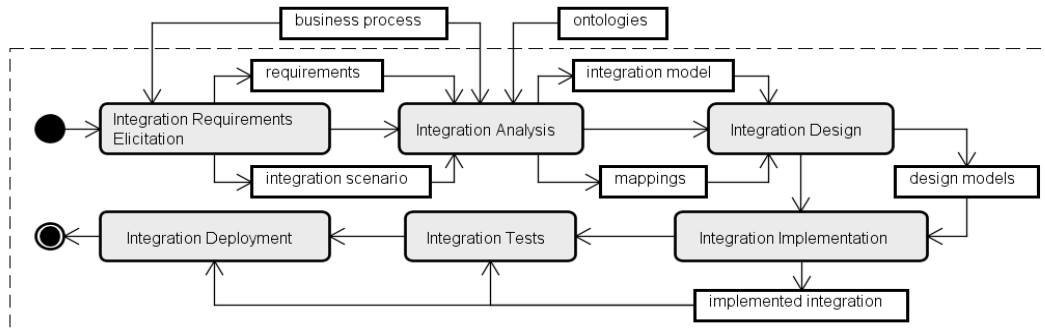 business process
ontologies
requirements
integration model
Integration Requirements
Elicitation
Integration Analysis
Integration Design
integration scenario
mappings
design models
Integration Deployment
Integration Tests
Integration Implementation
implemented integration